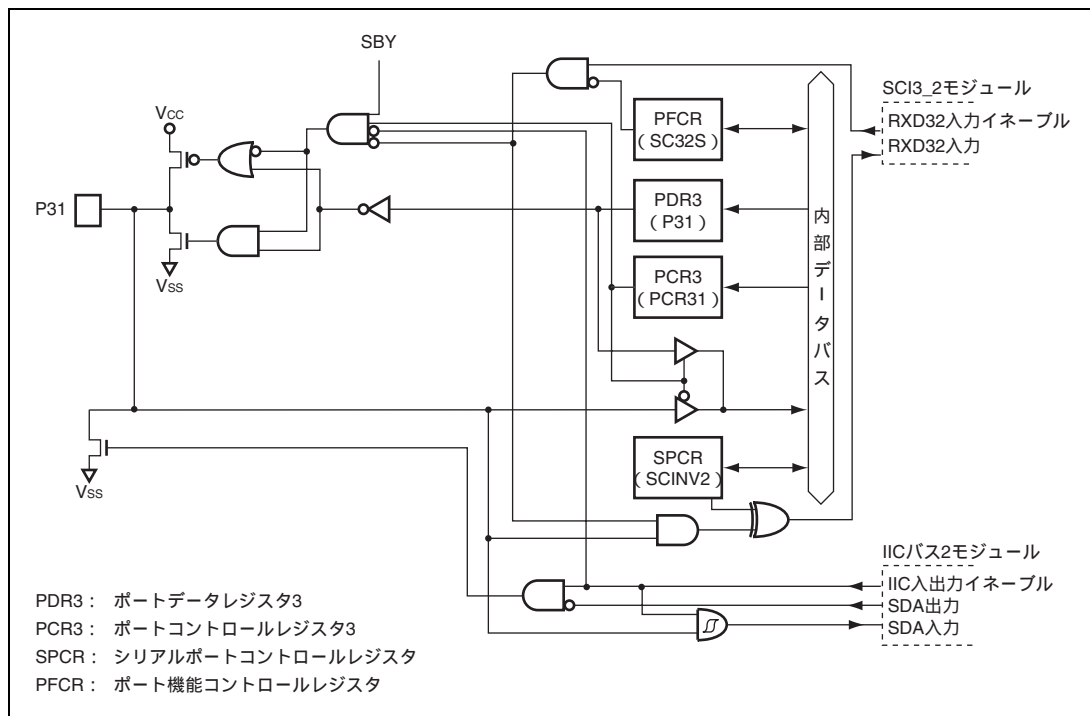 SBY
VCC
P31
VSS
PFCR
(SC32S)
PDR3
(P31)
PCR3
(PCR31)
SPCR
(SCINV2)
内部データバス
SCI3_2モジュール
RXD32入力イネーブル
RXD32入力
VSS
IICバス2モジュール
IIC入出力イネーブル
SDA出力
SDA入力
PDR3： ポートデータレジスタ3
PCR3： ポートコントロールレジスタ3
SPCR： シリアルポートコントロールレジスタ
PFCR： ポート機能コントロールレジスタ